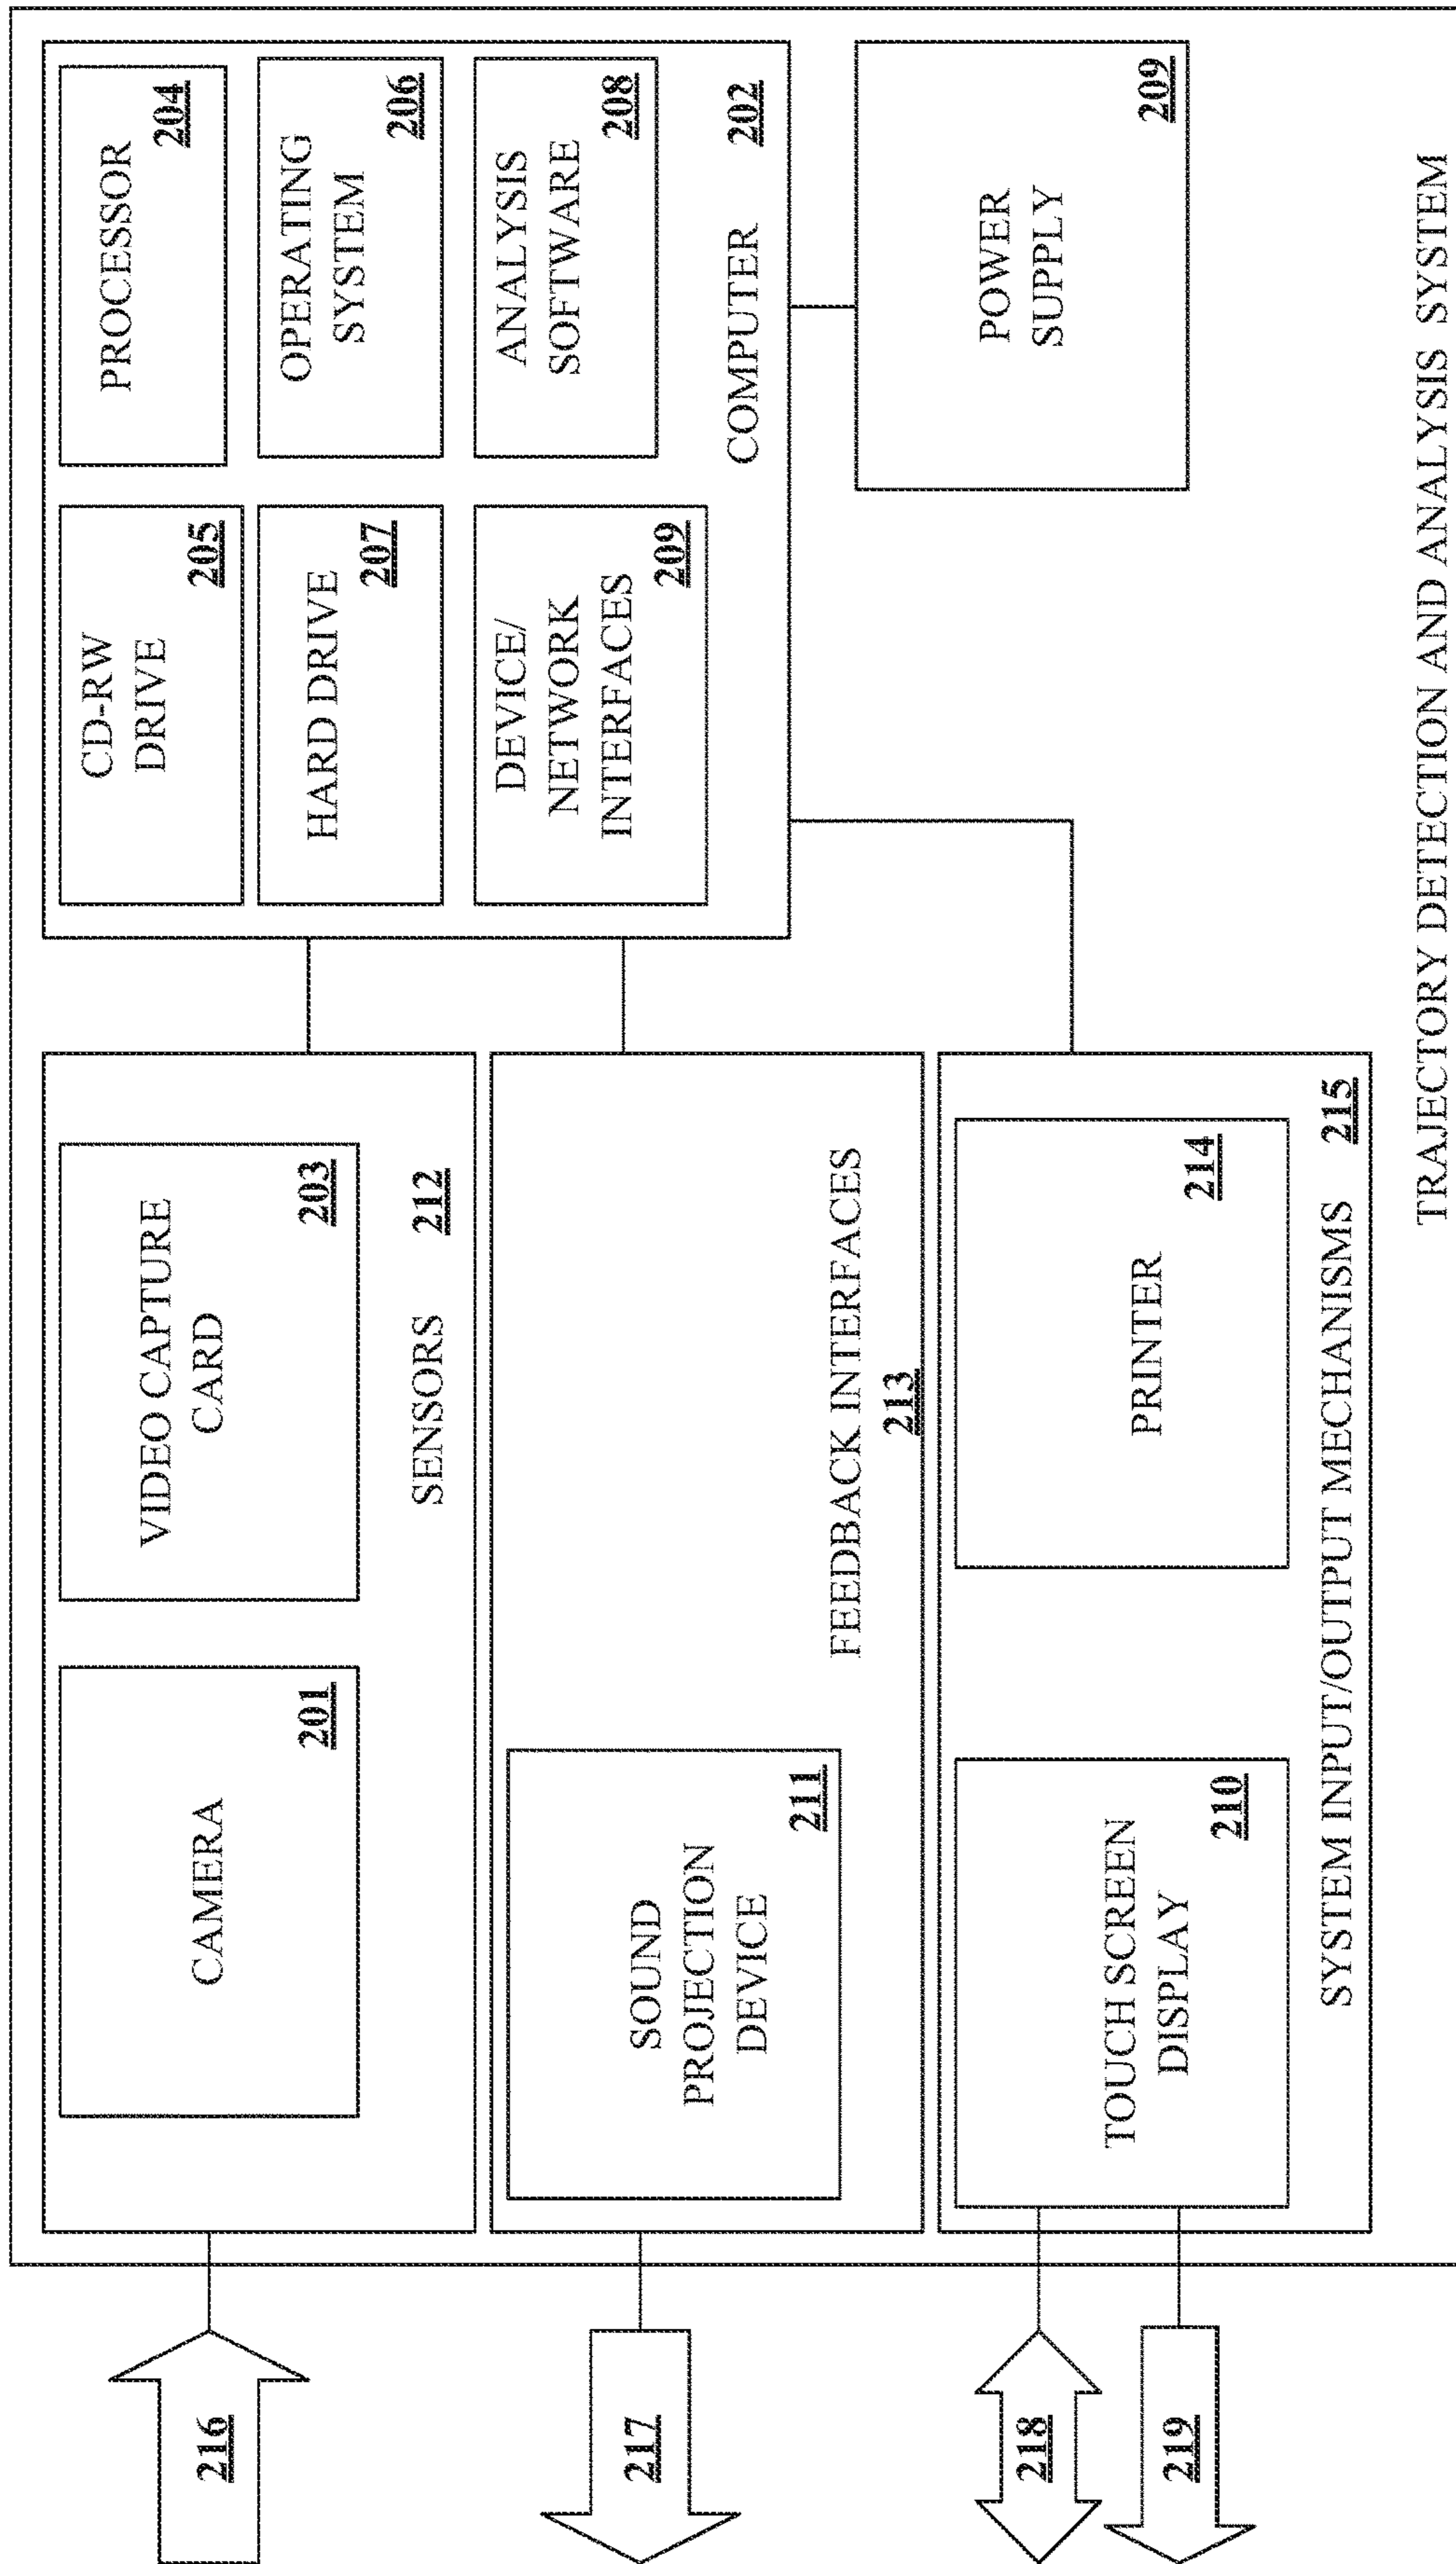 216
CAMERA
201
VIDEO CAPTURE
CARD
203
SENSORS 212
217
SOUND
PROJECTION
DEVICE
211
FEEDBACK INTERFACES
213
218
219
TOUCH SCREEN
DISPLAY
210
PRINTER
214
SYSTEM INPUT/OUTPUT MECHANISMS 215
CD-RW
DRIVE
205
PROCESSOR
204
HARD DRIVE
207
OPERATING
SYSTEM
206
DEVICE/
NETWORK
INTERFACES
209
ANALYSIS
SOFTWARE
208
COMPUTER 202
POWER
SUPPLY
209
TRAJECTORY DETECTION AND ANALYSIS SYSTEM